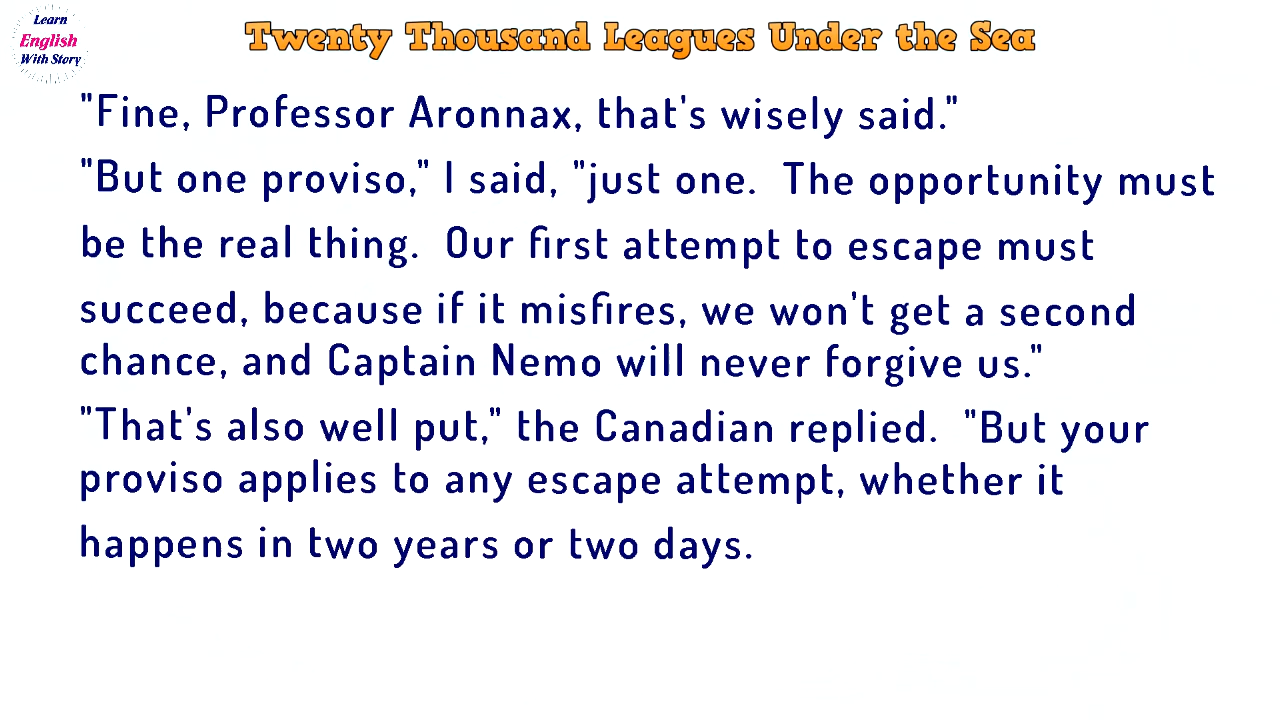 Learn
English
With Story
Twenty Thousand Leagues Under the Sea
"Fine, Professor Aronnax, that's wisely said."
"But one proviso," I said, "just one.  The opportunity must
be the real thing.  Our first attempt to escape must
succeed, because if it misfires, we won't get a second
chance, and Captain Nemo will never forgive us."
"That's also well put," the Canadian replied.  "But your
proviso applies to any escape attempt, whether it
happens in two years or two days.